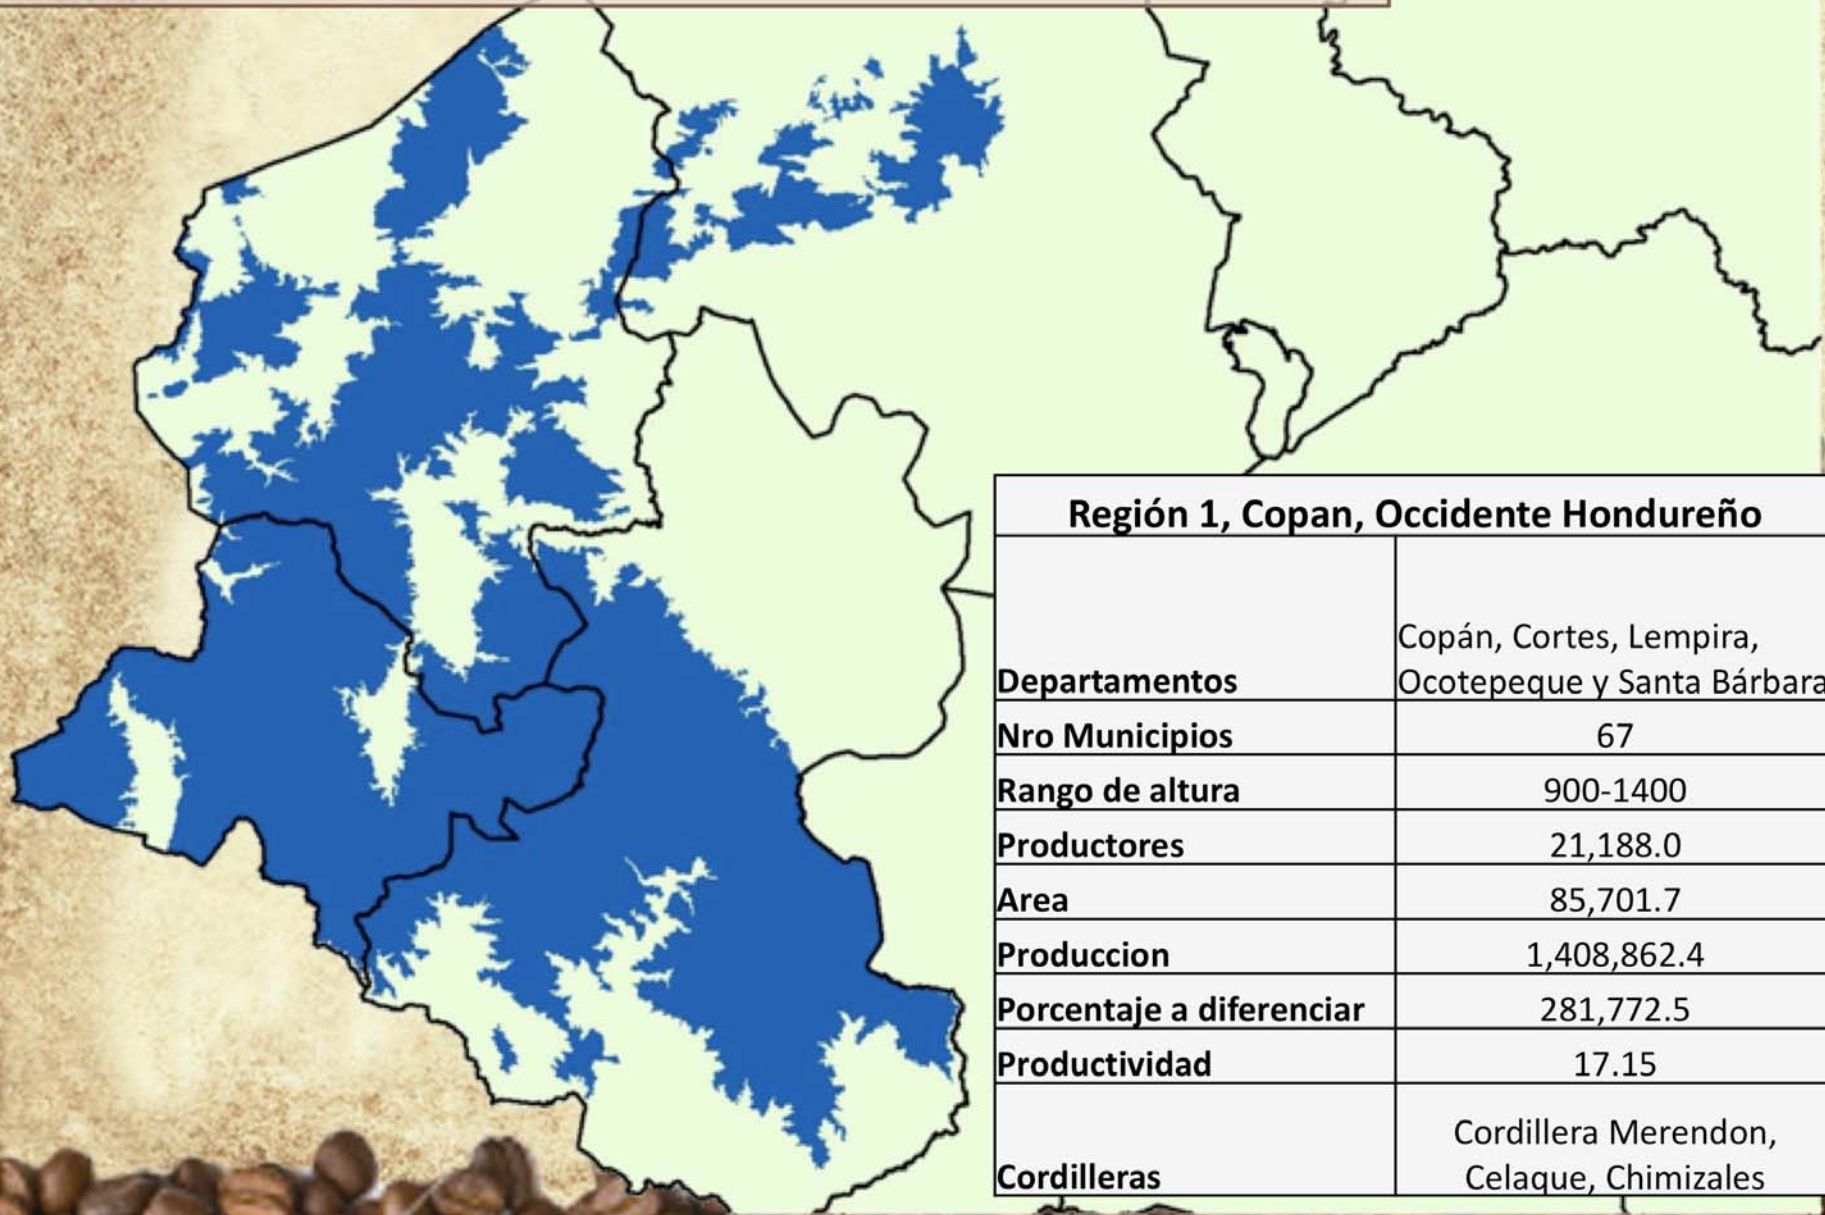 Región 1, Copan, Occidente Hondureño
Departamentos
Copán, Cortes, Lempira,
Ocotepeque y Santa Bárbara
Nro Municipios 67
Rango de altura 900-1400
Productores 21,188.0
Area 85,701.7
Produccion 1,408,862.4
Porcentaje a diferenciar 281,772.5
Productividad 17.15
Cordilleras
Cordillera Merendon,
Celaque, Chimizales